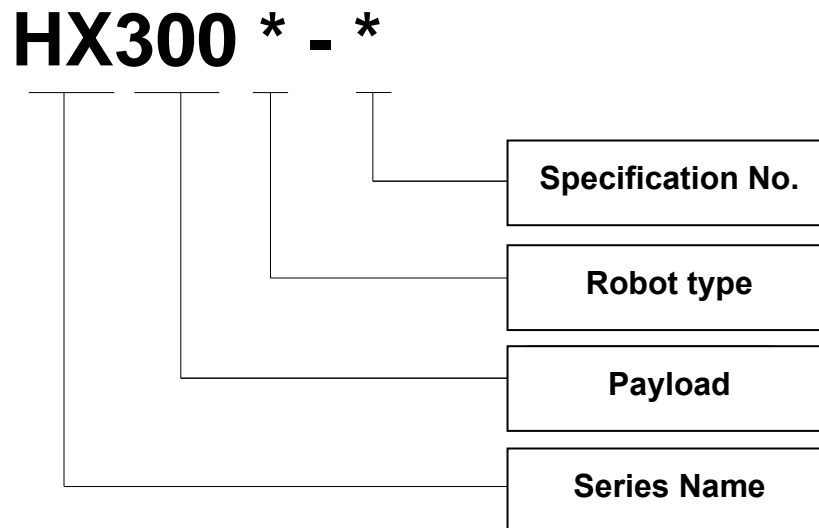 HX300 * - *
Specification No.
Robot type
Payload
Series Name